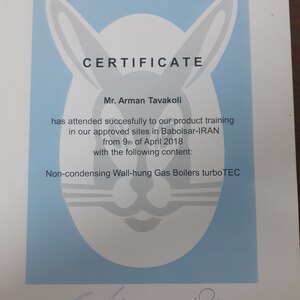 CERTIFICATE
Mr. Arman Tavakoli
has attended succesfully to our product training
in our approved sites in Babolsar-IRAN
from 9th of April 2018
with the following content:
Non-condensing Wall-hung Gas Boilers turboTEC